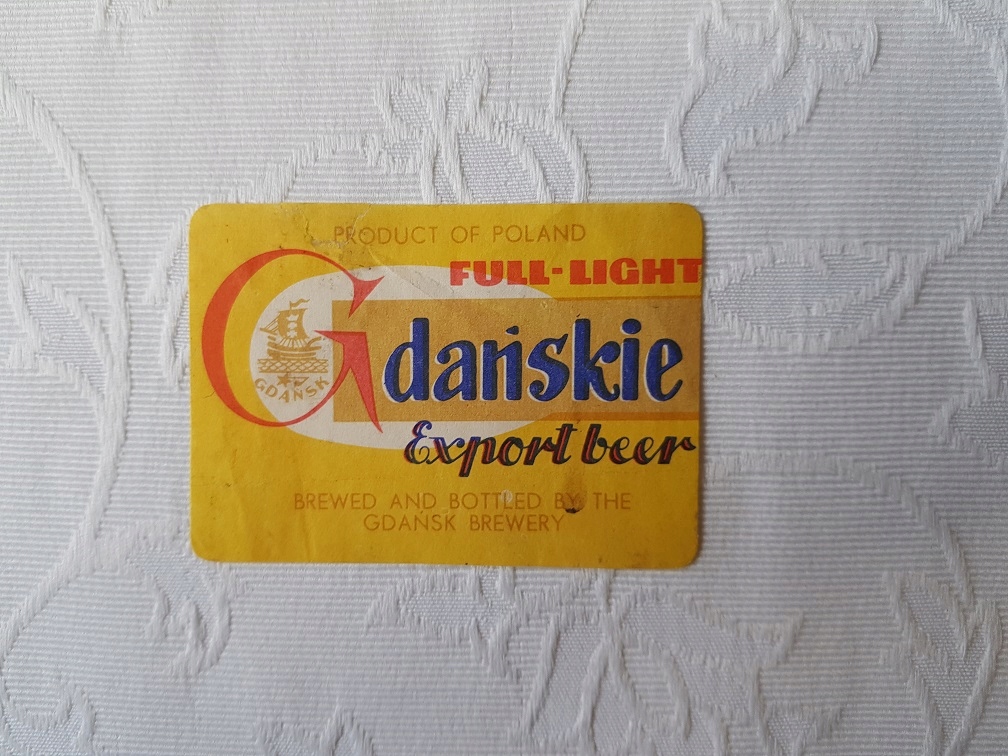 PRODUCT OF POLAND
FULL-LIGHT
Gdańskie
GDAŃSK
Export beer
BREWED AND BOTTLED BY THE
GDAŃSK BREWERY